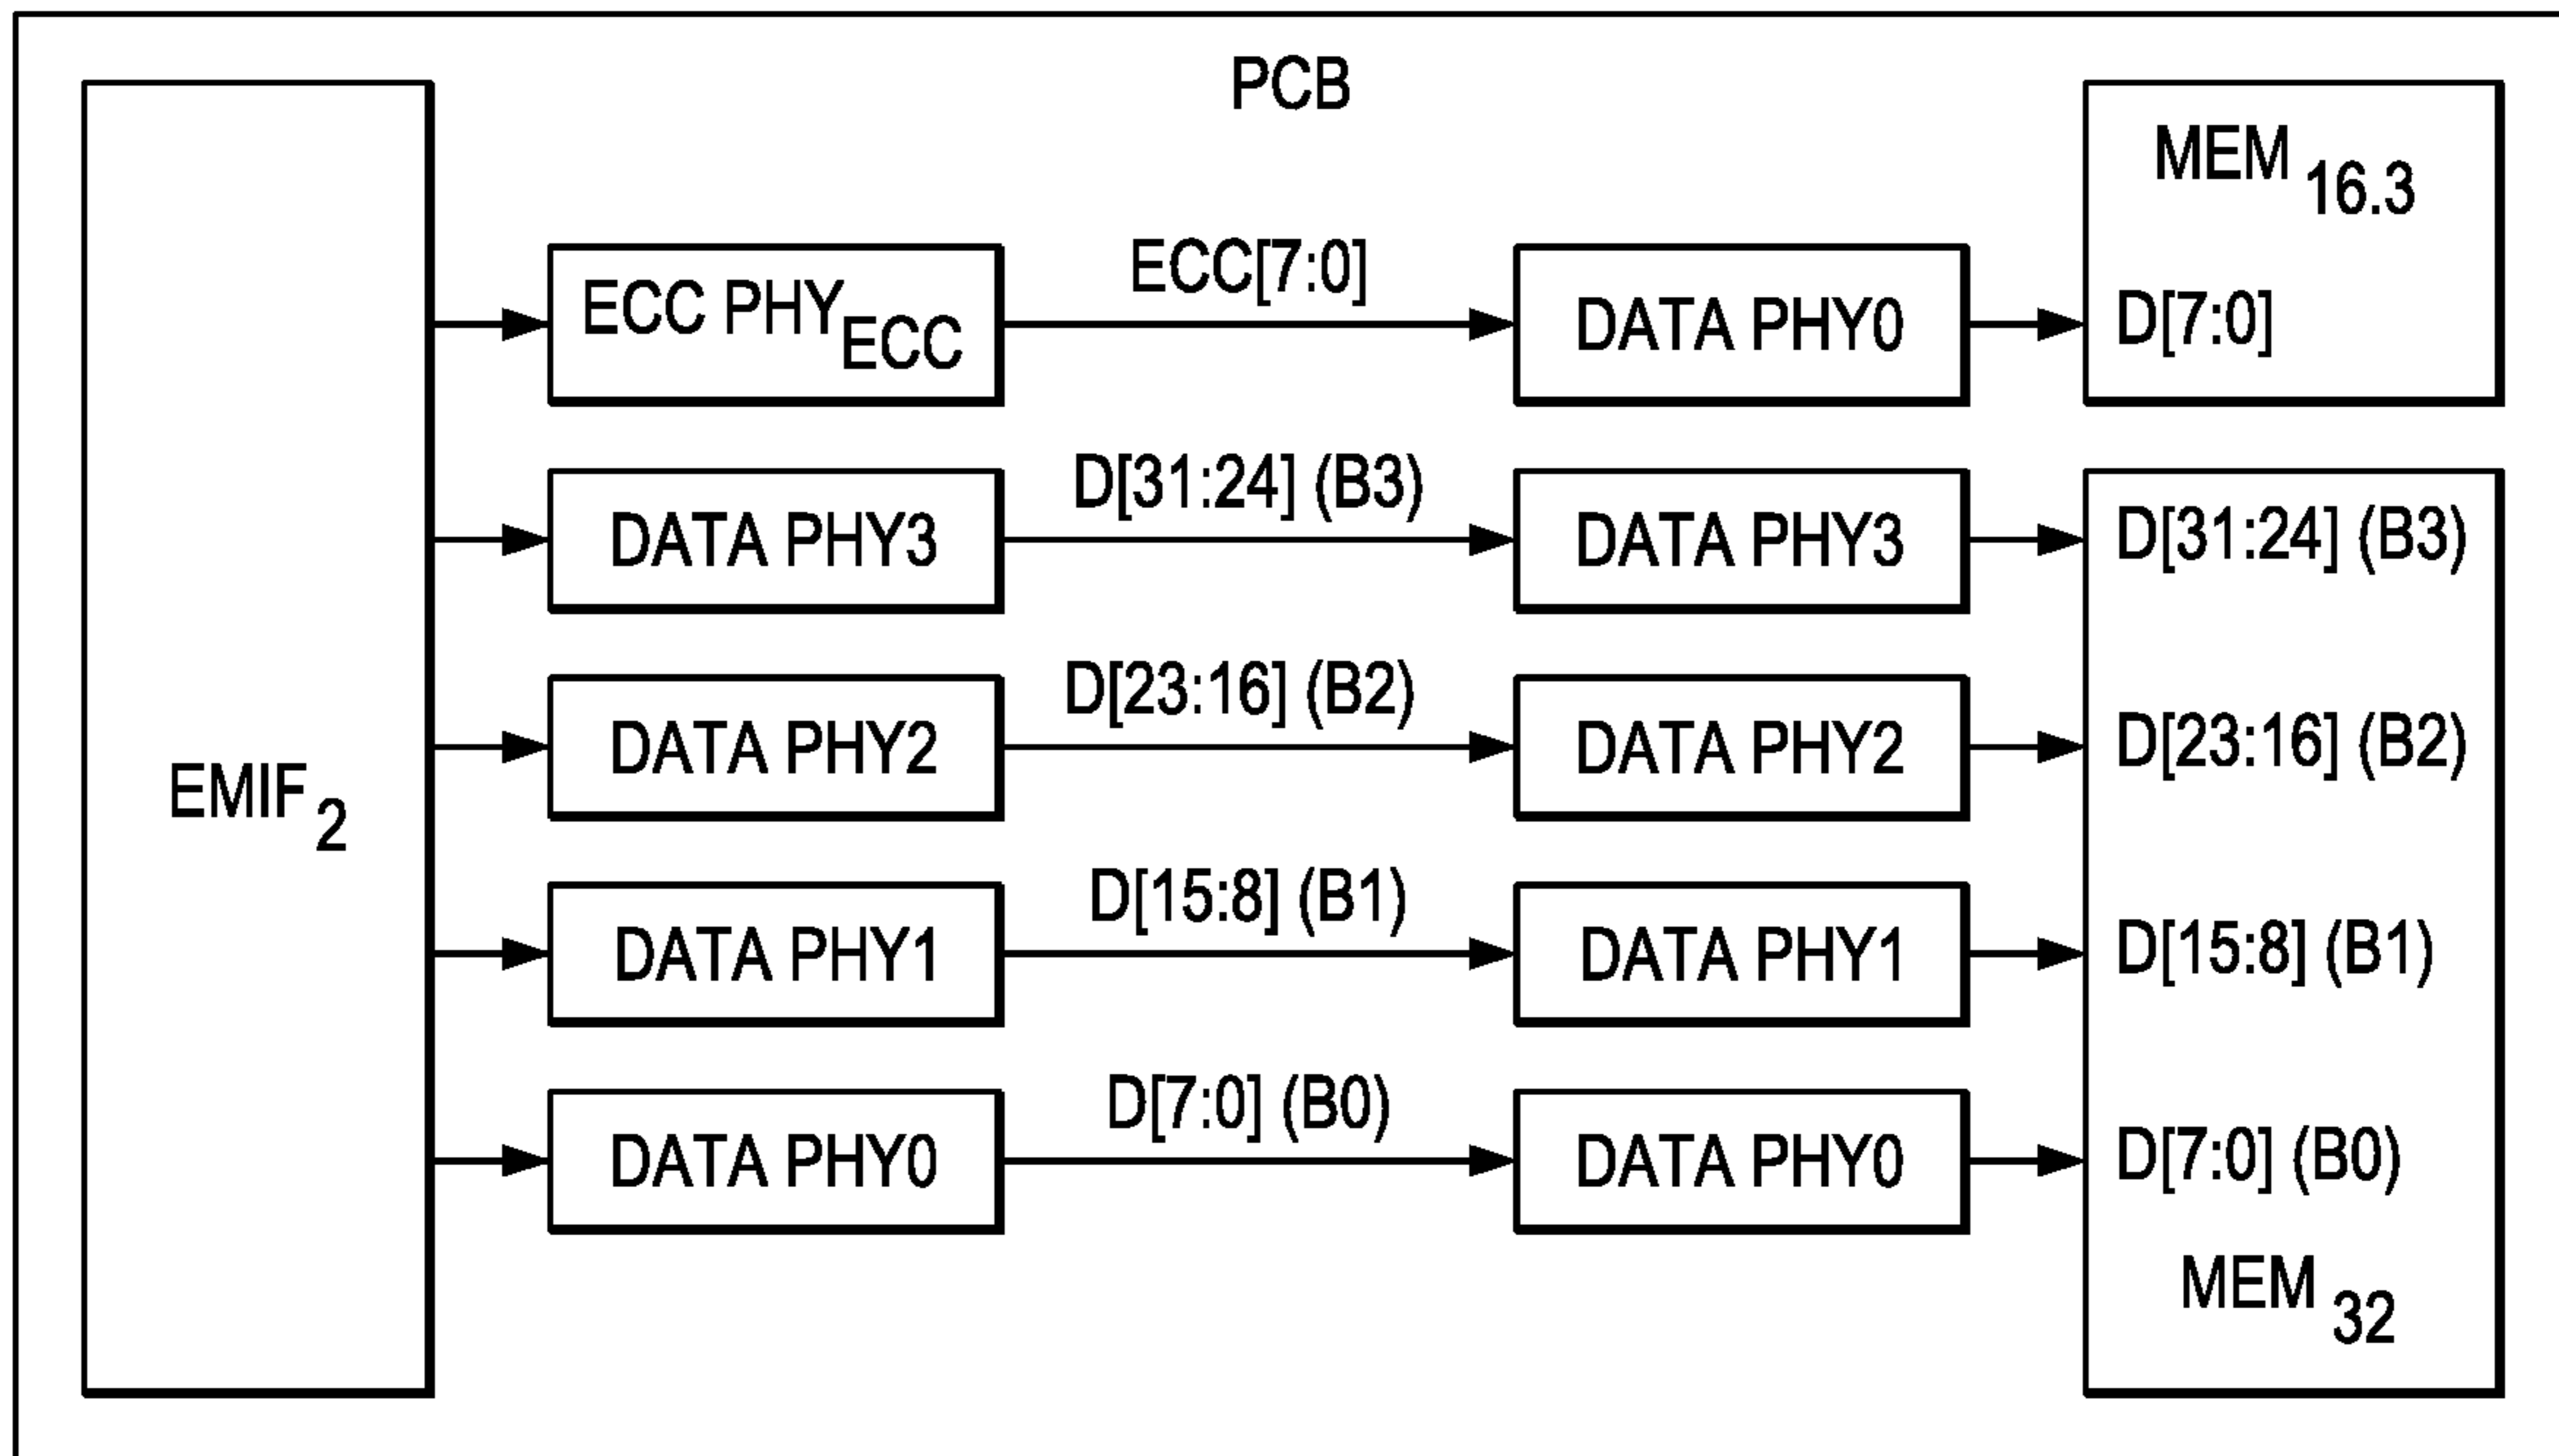 PCB
MEM 16.3
ECC PHY ECC
ECC[7:0]
DATA PHY0
D[7:0]
DATA PHY3
D[31:24] (B3)
DATA PHY3
D[31:24] (B3)
DATA PHY2
D[23:16] (B2)
DATA PHY2
D[23:16] (B2)
EMIF 2
DATA PHY1
D[15:8] (B1)
DATA PHY1
D[15:8] (B1)
DATA PHY0
D[7:0] (B0)
DATA PHY0
D[7:0] (B0)
MEM 32